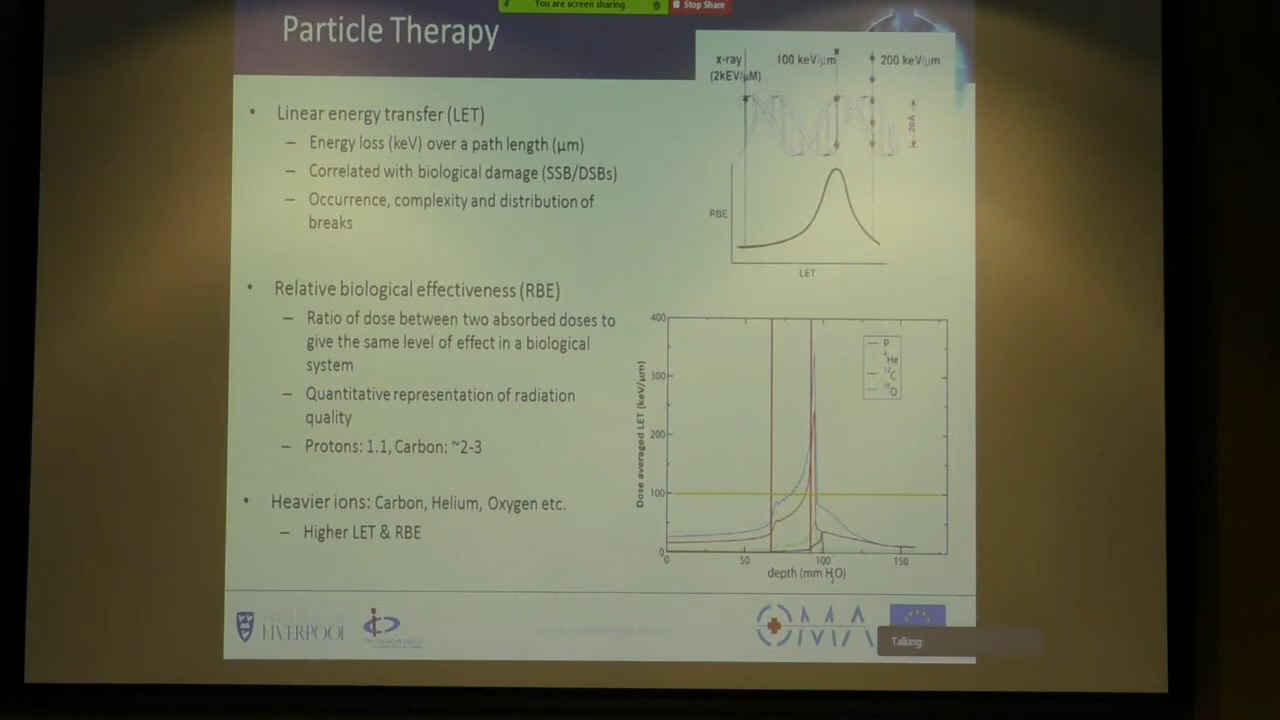 You are screen sharing
Stop Share
Particle Therapy
• Linear energy transfer (LET)
– Energy loss (keV) over a path length (μm)
– Correlated with biological damage (SSB/DSBs)
– Occurrence, complexity and distribution of
breaks
• Relative biological effectiveness (RBE)
– Ratio of dose between two absorbed doses to
give the same level of effect in a biological
system
– Quantitative representation of radiation
quality
– Protons: 1.1, Carbon: ~2-3
• Heavier ions: Carbon, Helium, Oxygen etc.
– Higher LET & RBE
x-ray
(2kEV/μM)
100 keV/μm
200 keV/μm
20Å
RBE
LET
400
300
200
100
0
Dose averaged LET (keV/μm)
P
⁴He
¹²C
¹⁶O
0 50 100 150
depth (mm H₂O)
LIVERPOOL
OMA
Talking: